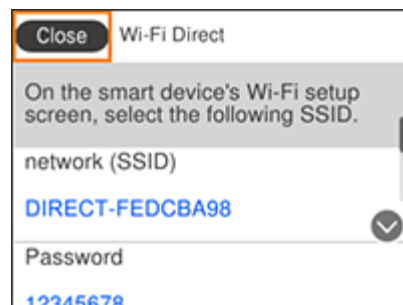 Close Wi-Fi Direct
On the smart device's Wi-Fi setup
screen, select the following SSID.
network (SSID)
DIRECT-FEDCBA98
Password
12345678